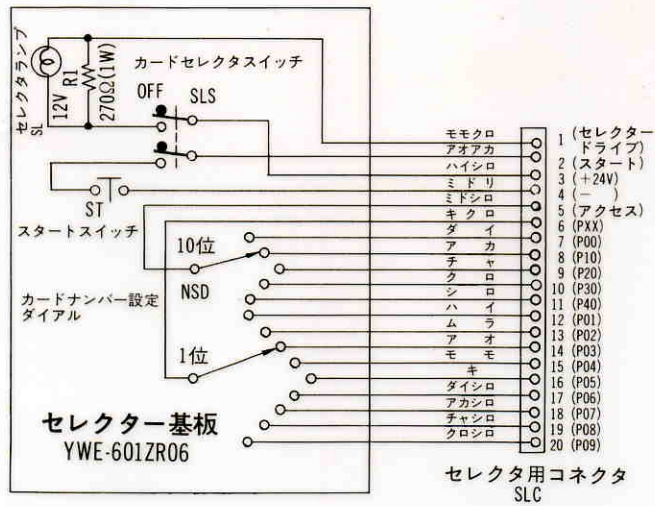 セレクタランプ
SL
12V
R1
270Ω(1W)
カードセレクタスイッチ
OFF
SLS
ST
スタートスイッチ
10位
NSD
カードナンバー設定
ダイアル
1位
セレクター基板
YWE-601ZR06
モモクロ
アオアカ
ハイシロ
ミドリ
ミドシロ
キクロ
ダイ
アカ
チャ
クロ
シロ
ハイ
ムラ
アオ
モモ
キ
ダイシロ
アカシロ
チャシロ
クロシロ
1 (セレクター
ドライブ)
2 (スタート)
3 (+24V)
4 (− )
5 (アクセス)
6 (PXX)
7 (P00)
8 (P10)
9 (P20)
10 (P30)
11 (P40)
12 (P01)
13 (P02)
14 (P03)
15 (P04)
16 (P05)
17 (P06)
18 (P07)
19 (P08)
20 (P09)
セレクタ用コネクタ
SLC